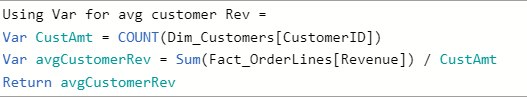 Using Var for avg customer Rev =
Var CustAmt = COUNT(Dim_Customers[CustomerID])
Var avgCustomerRev = Sum(Fact_OrderLines[Revenue]) / CustAmt
Return avgCustomerRev